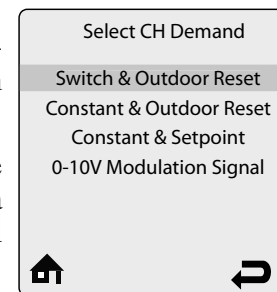 Select CH Demand
Switch & Outdoor Reset
Constant & Outdoor Reset
Constant & Setpoint
0-10V Modulation Signal